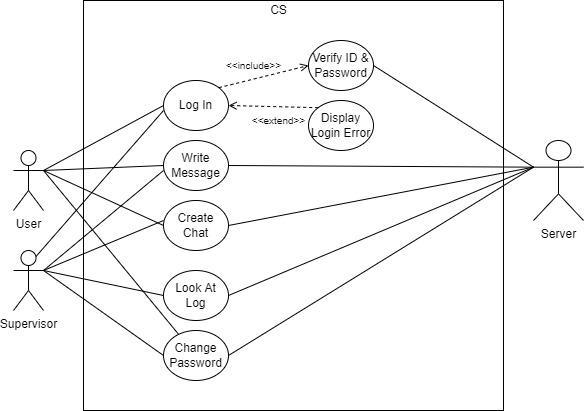 CS
<<include>>
Verify ID &
Password
Log In
<<extend>>
Display
Login Error
Write
Message
User
Create
Chat
Server
Look At
Log
Supervisor
Change
Password